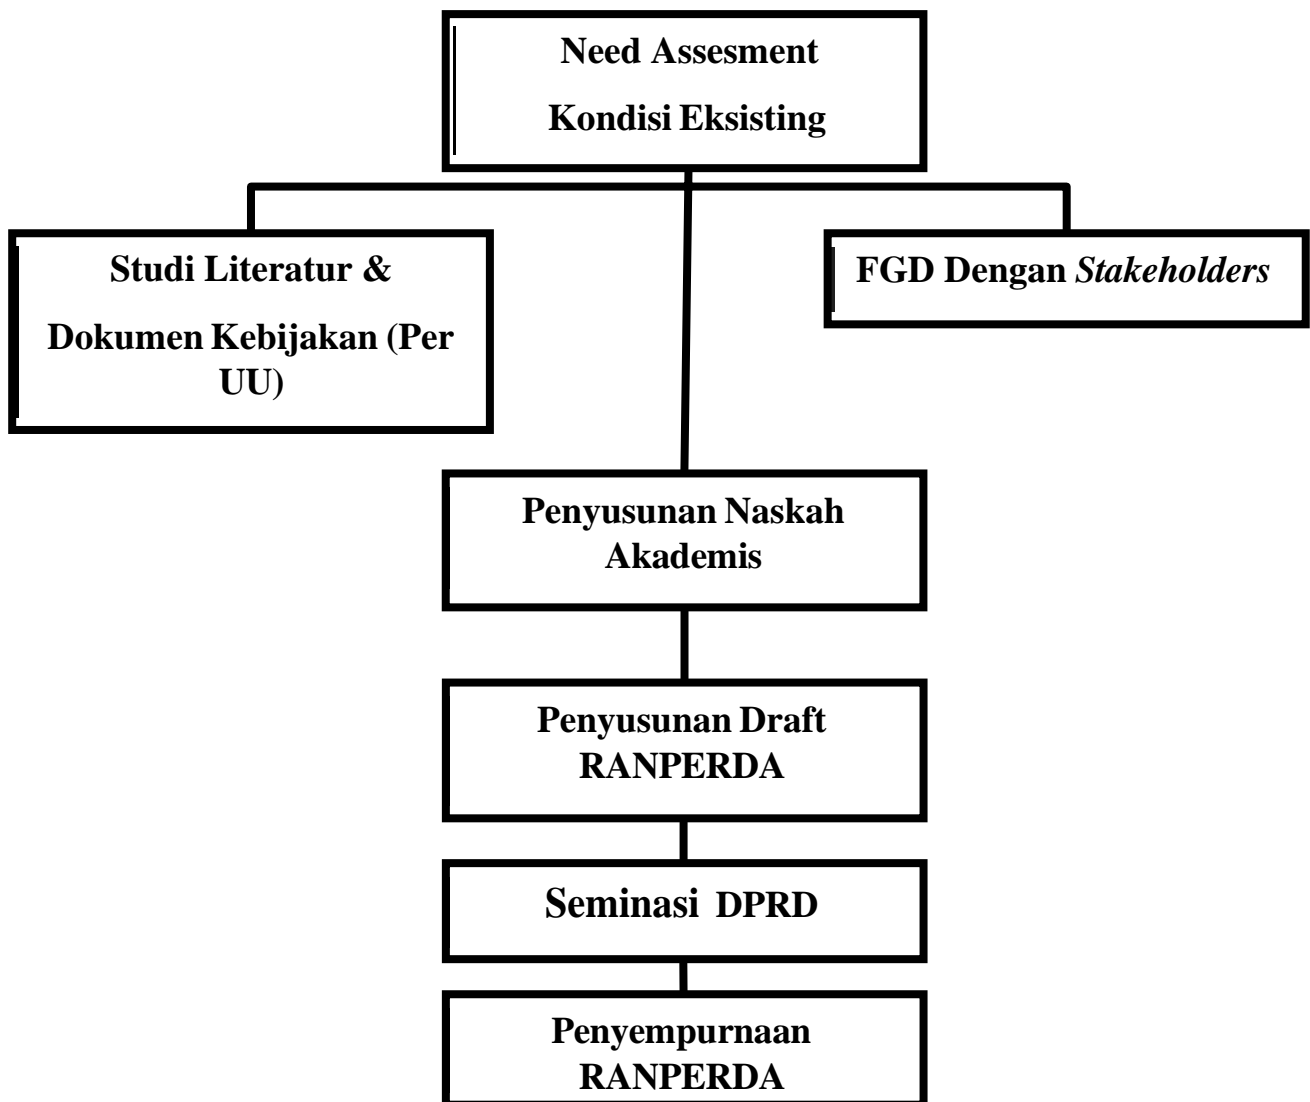 Need Assesment
Kondisi Eksisting
Studi Literatur &
Dokumen Kebijakan (Per
UU)
FGD Dengan Stakeholders
Penyusunan Naskah
Akademis
Penyusunan Draft
RANPERDA
Seminasi DPRD
Penyempurnaan
RANPERDA